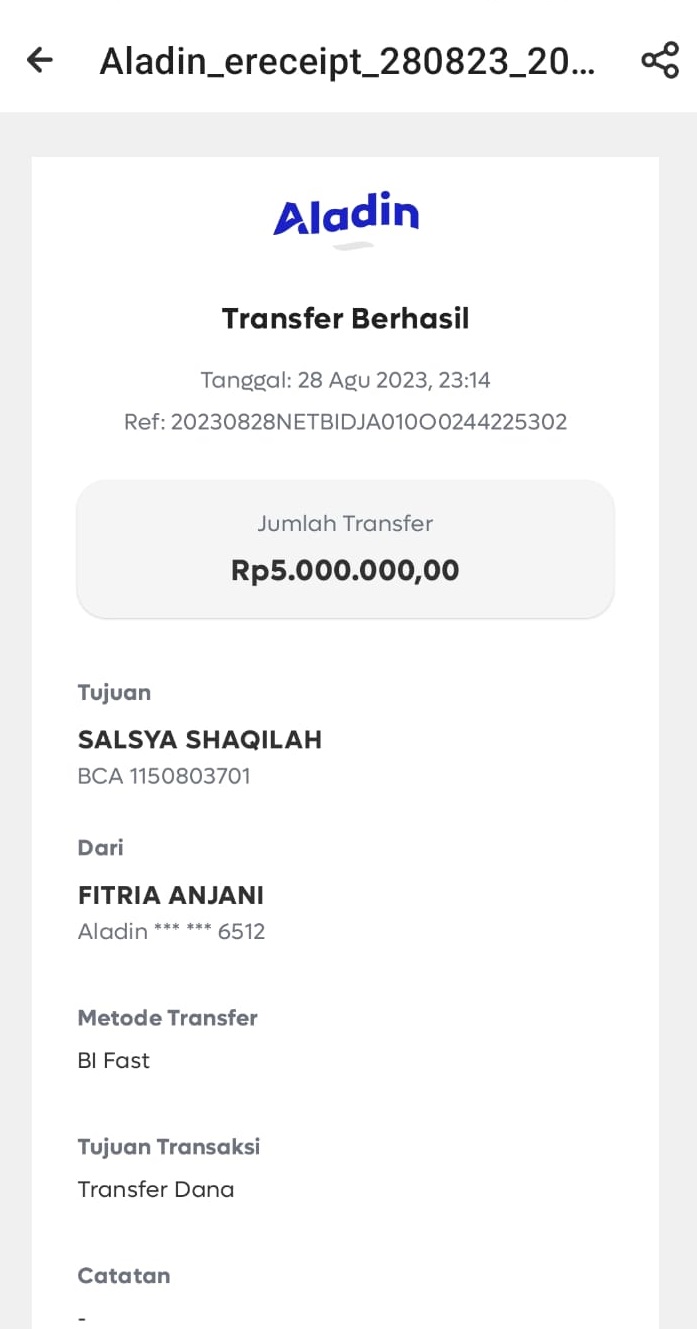 Aladin_ereceipt_280823_20...
Aladin
Transfer Berhasil
Tanggal: 28 Agu 2023, 23:14
Ref: 20230828NETBIDJA010O0244225302
Jumlah Transfer
Rp5.000.000,00
Tujuan
SALSYA SHAQILAH
BCA 1150803701
Dari
FITRIA ANJANI
Aladin *** *** 6512
Metode Transfer
BI Fast
Tujuan Transaksi
Transfer Dana
Catatan
-